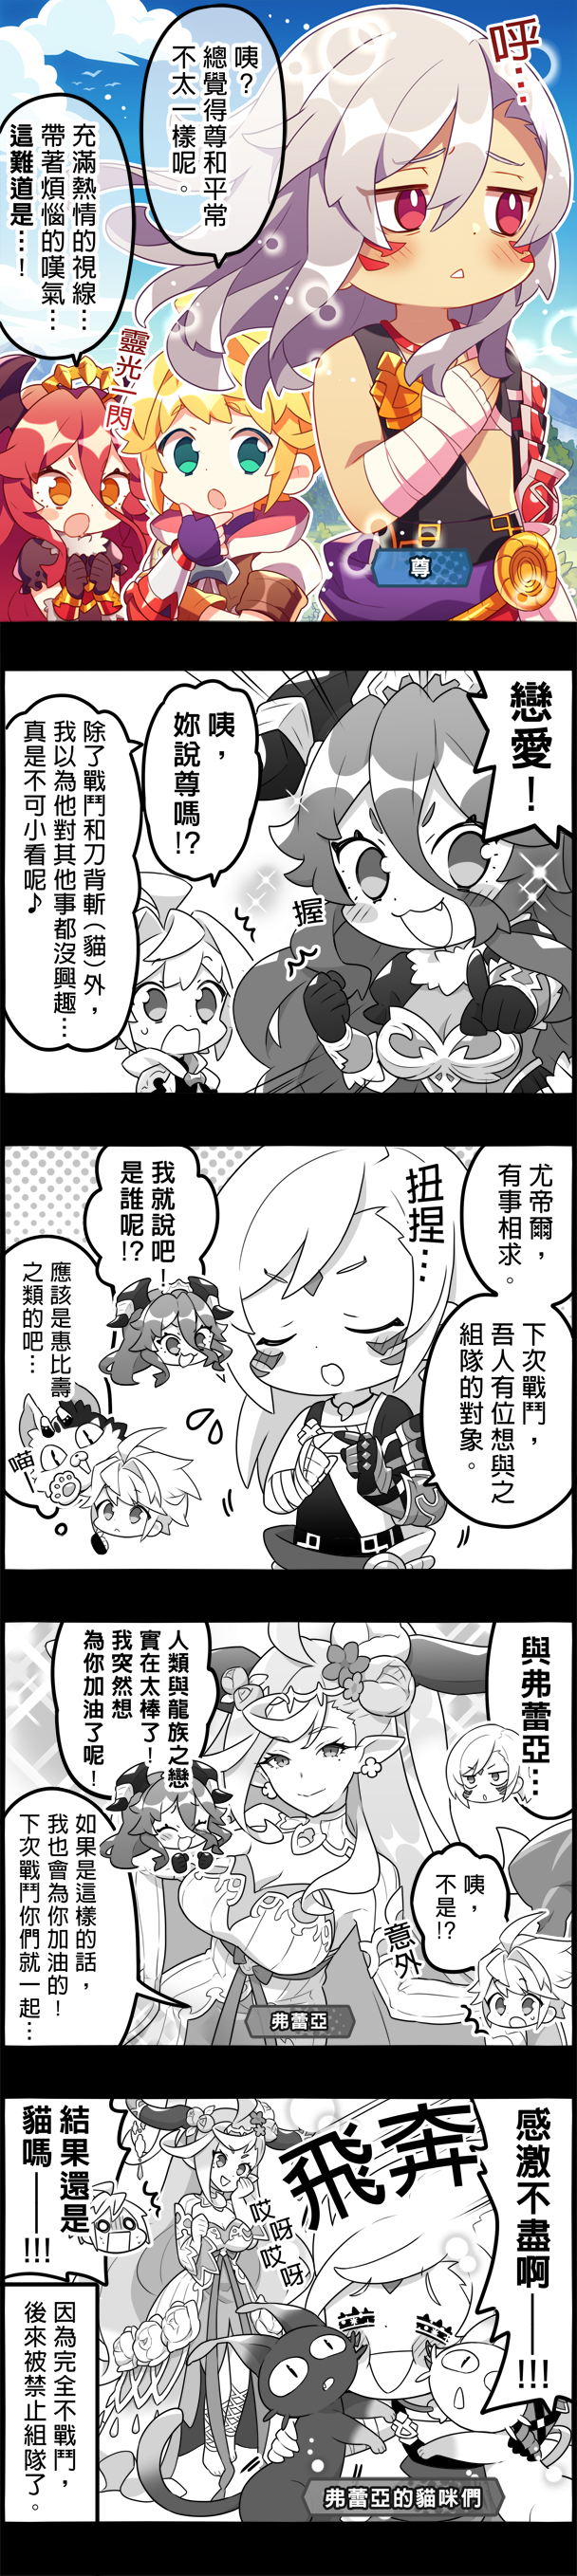 呼…
咦？
總覺得尊和平常
不太一樣呢。
充滿熱情的視線…
帶著煩惱的嘆氣…
這難道是…！
靈光一閃
尊
戀愛！
咦，
妳說尊嗎!?
握
除了戰鬥和刀背斬（貓）外，
我以為他對其他事都沒興趣…
真是不可小看呢♪
尤帝爾，
有事相求。
下次戰鬥，
吾人有位想與之
組隊的對象。
扭捏…
我就說吧！
是誰呢!?
應該是惠比壽
之類的吧…
喵～
與弗蕾亞…
人類與龍族之戀
實在太棒了！
我突然想
為你加油了呢！
咦，
不是!?
意外
如果是這樣的話，
我也會為你加油的！
下次戰鬥你們就一起…
弗蕾亞
感激不盡啊——!!!
飛奔
哎呀
哎呀
結果還是
貓嗎——!!!
弗蕾亞的貓咪們
因為完全不戰鬥，
後來被禁止組隊了。